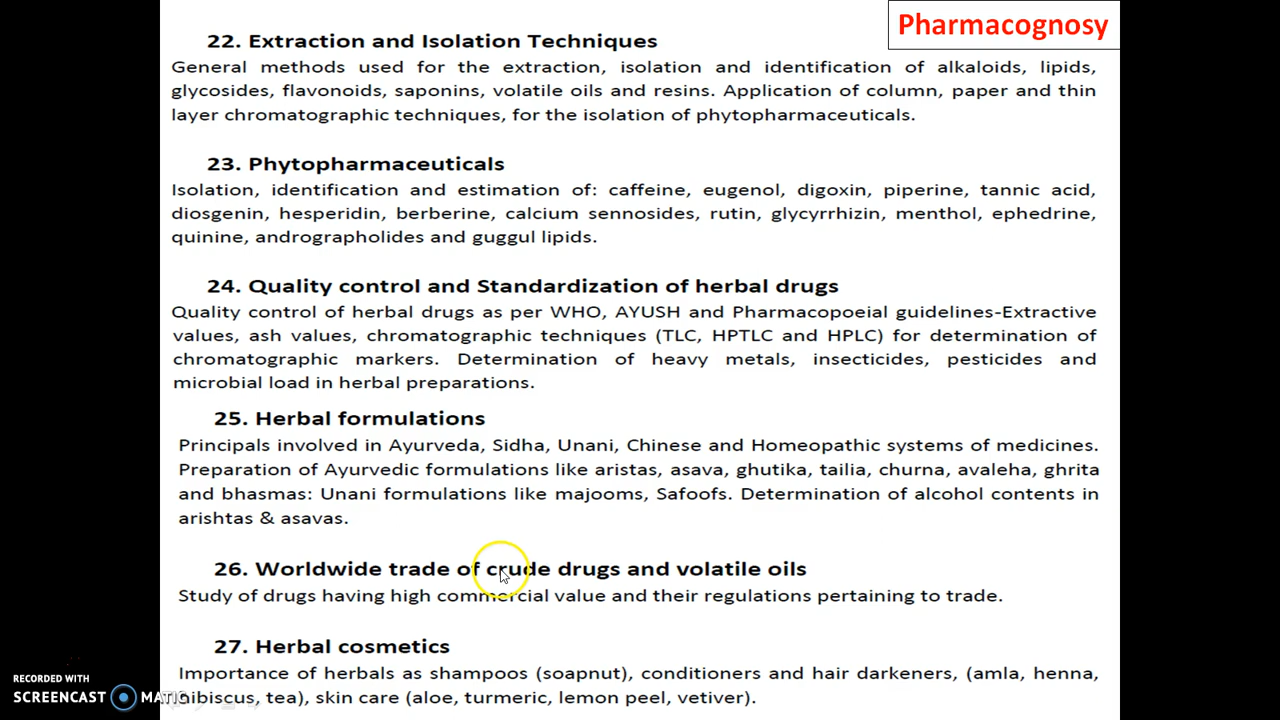 Pharmacognosy
22. Extraction and Isolation Techniques
General methods used for the extraction, isolation and identification of alkaloids, lipids,
glycosides, flavonoids, saponins, volatile oils and resins. Application of column, paper and thin
layer chromatographic techniques, for the isolation of phytopharmaceuticals.
23. Phytopharmaceuticals
Isolation, identification and estimation of: caffeine, eugenol, digoxin, piperine, tannic acid,
diosgenin, hesperidin, berberine, calcium sennosides, rutin, glycyrrhizin, menthol, ephedrine,
quinine, andrographolides and guggul lipids.
24. Quality control and Standardization of herbal drugs
Quality control of herbal drugs as per WHO, AYUSH and Pharmacopoeial guidelines-Extractive
values, ash values, chromatographic techniques (TLC, HPTLC and HPLC) for determination of
chromatographic markers. Determination of heavy metals, insecticides, pesticides and
microbial load in herbal preparations.
25. Herbal formulations
Principals involved in Ayurveda, Sidha, Unani, Chinese and Homeopathic systems of medicines.
Preparation of Ayurvedic formulations like aristas, asava, ghutika, tailia, churna, avaleha, ghrita
and bhasmas: Unani formulations like majooms, Safoofs. Determination of alcohol contents in
arishtas & asavas.
26. Worldwide trade of crude drugs and volatile oils
Study of drugs having high commercial value and their regulations pertaining to trade.
27. Herbal cosmetics
Importance of herbals as shampoos (soapnut), conditioners and hair darkeners, (amla, henna,
hibiscus, tea), skin care (aloe, turmeric, lemon peel, vetiver).
RECORDED WITH
SCREENCAST MATIC